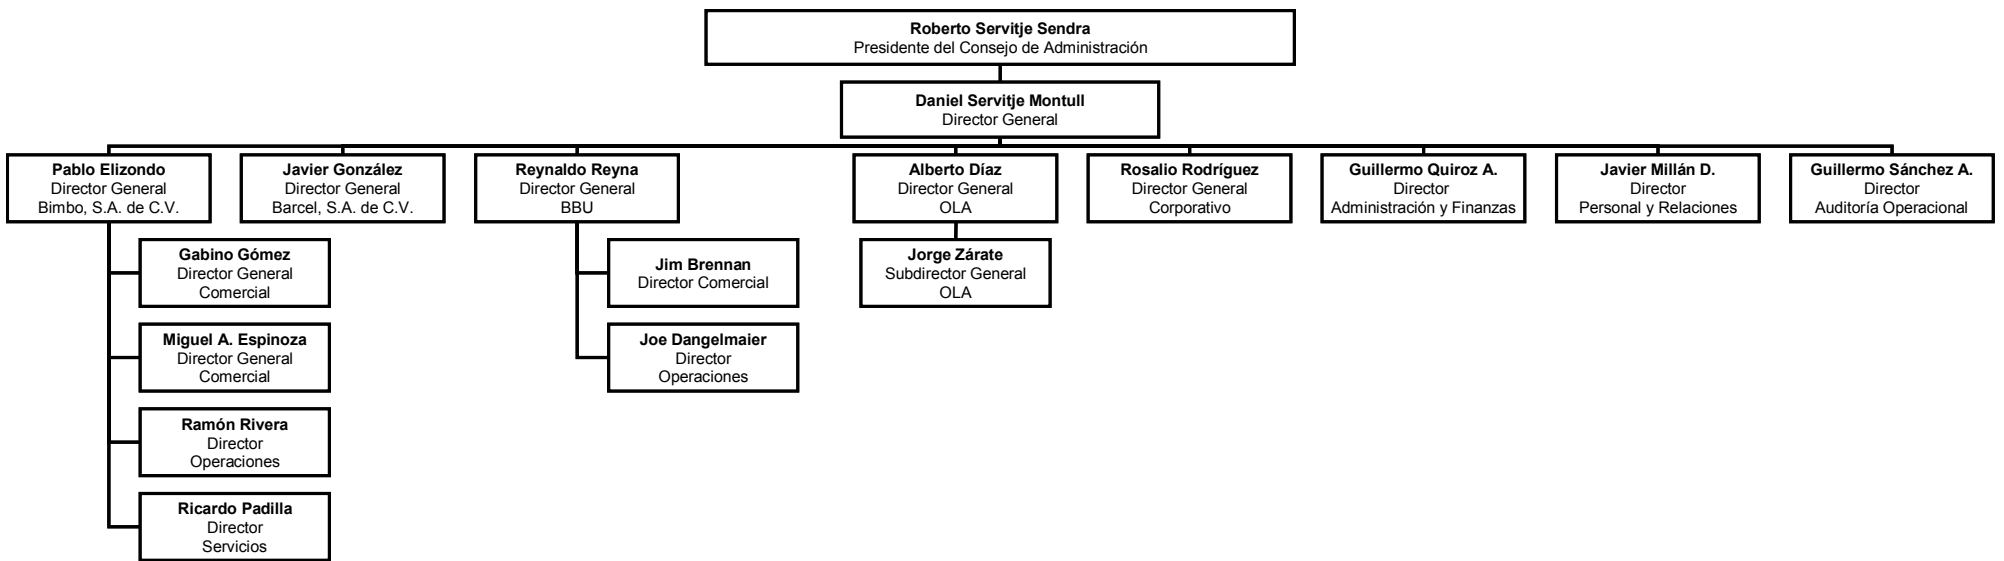 Roberto Servitje Sendra
Presidente del Consejo de Administración
Daniel Servitje Montull
Director General
Pablo Elizondo
Director General
Bimbo, S.A. de C.V.
Javier González
Director General
Barcel, S.A. de C.V.
Reynaldo Reyna
Director General
BBU
Alberto Díaz
Director General
OLA
Rosalio Rodríguez
Director General
Corporativo
Guillermo Quiroz A.
Director
Administración y Finanzas
Javier Millán D.
Director
Personal y Relaciones
Guillermo Sánchez A.
Director
Auditoría Operacional
Gabino Gómez
Director General
Comercial
Miguel A. Espinoza
Director General
Comercial
Ramón Rivera
Director
Operaciones
Ricardo Padilla
Director
Servicios
Jim Brennan
Director Comercial
Joe Dangelmaier
Director
Operaciones
Jorge Zárate
Subdirector General
OLA